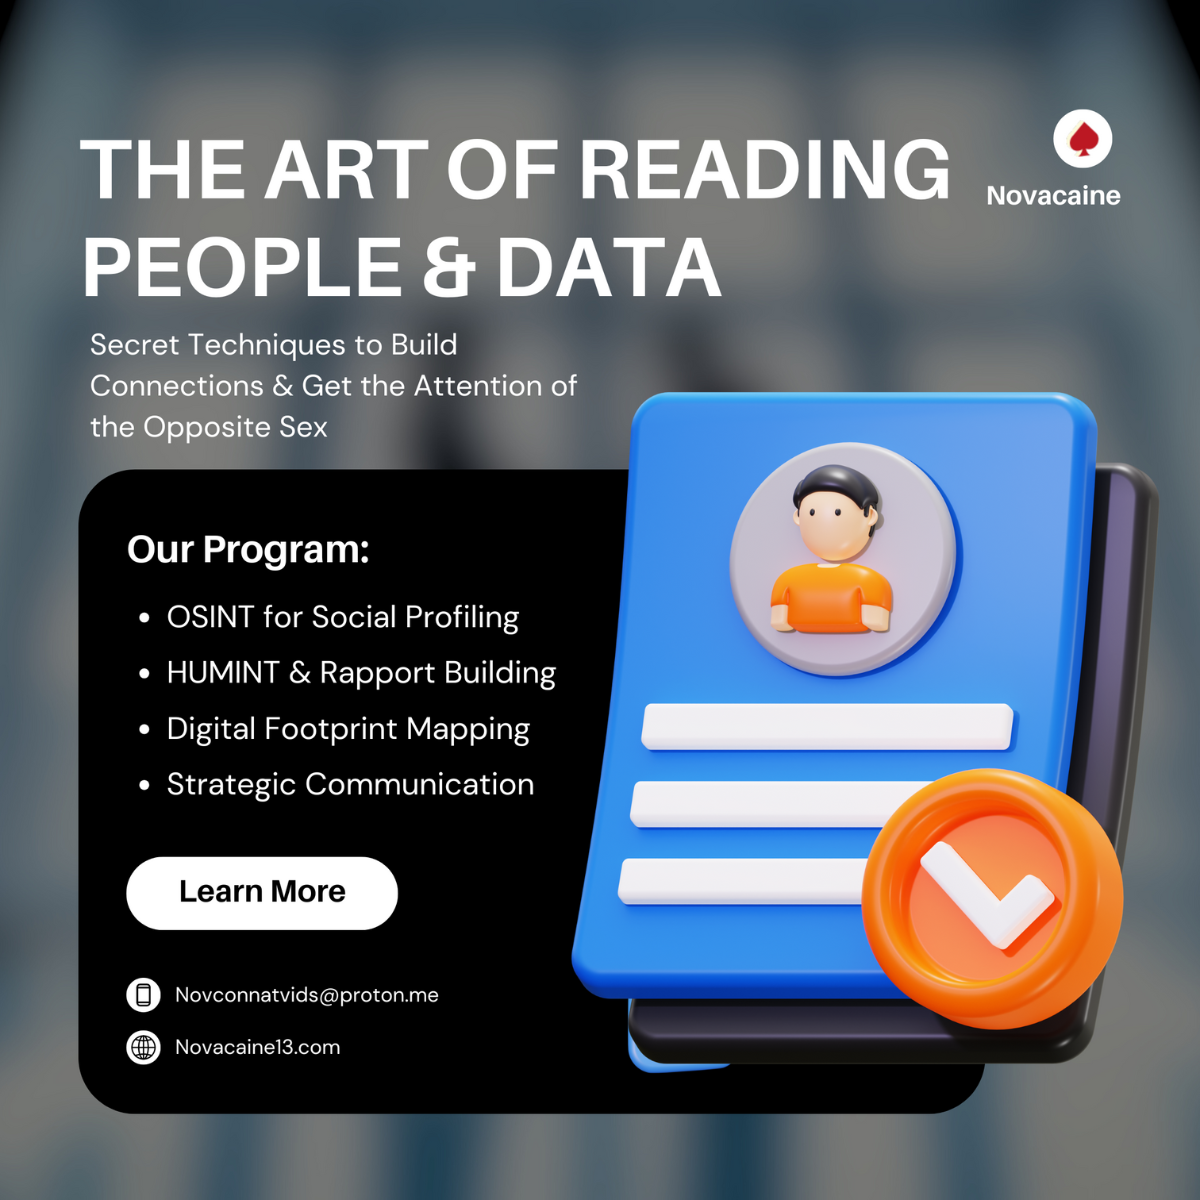 THE ART OF READING
PEOPLE & DATA
Novacaine
Secret Techniques to Build
Connections & Get the Attention of
the Opposite Sex
Our Program:
• OSINT for Social Profiling
• HUMINT & Rapport Building
• Digital Footprint Mapping
• Strategic Communication
Learn More
Novconnatvids@proton.me
Novacaine13.com